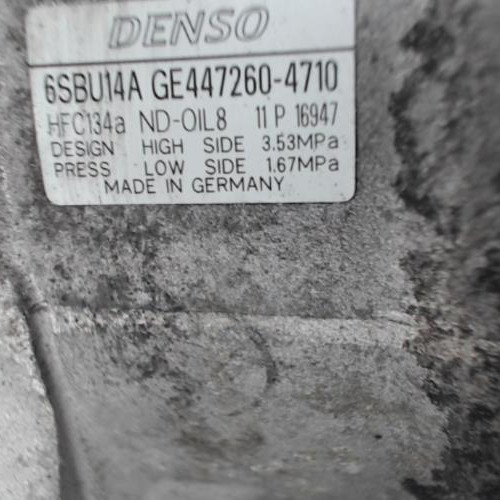 DENSO
6SBU14A GE447260-4710
HFC134a ND-OIL8 11 P 16947
DESIGN HIGH SIDE 3.53MPa
PRESS LOW SIDE 1.67MPa
MADE IN GERMANY